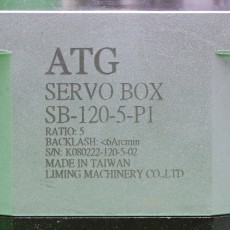 ATG
SERVO BOX
SB-120-5-P1
RATIO: 5
BACKLASH: <6Arcmin
S/N: K080222-120-5-02
MADE IN TAIWAN
LIMING MACHINERY CO.,LTD